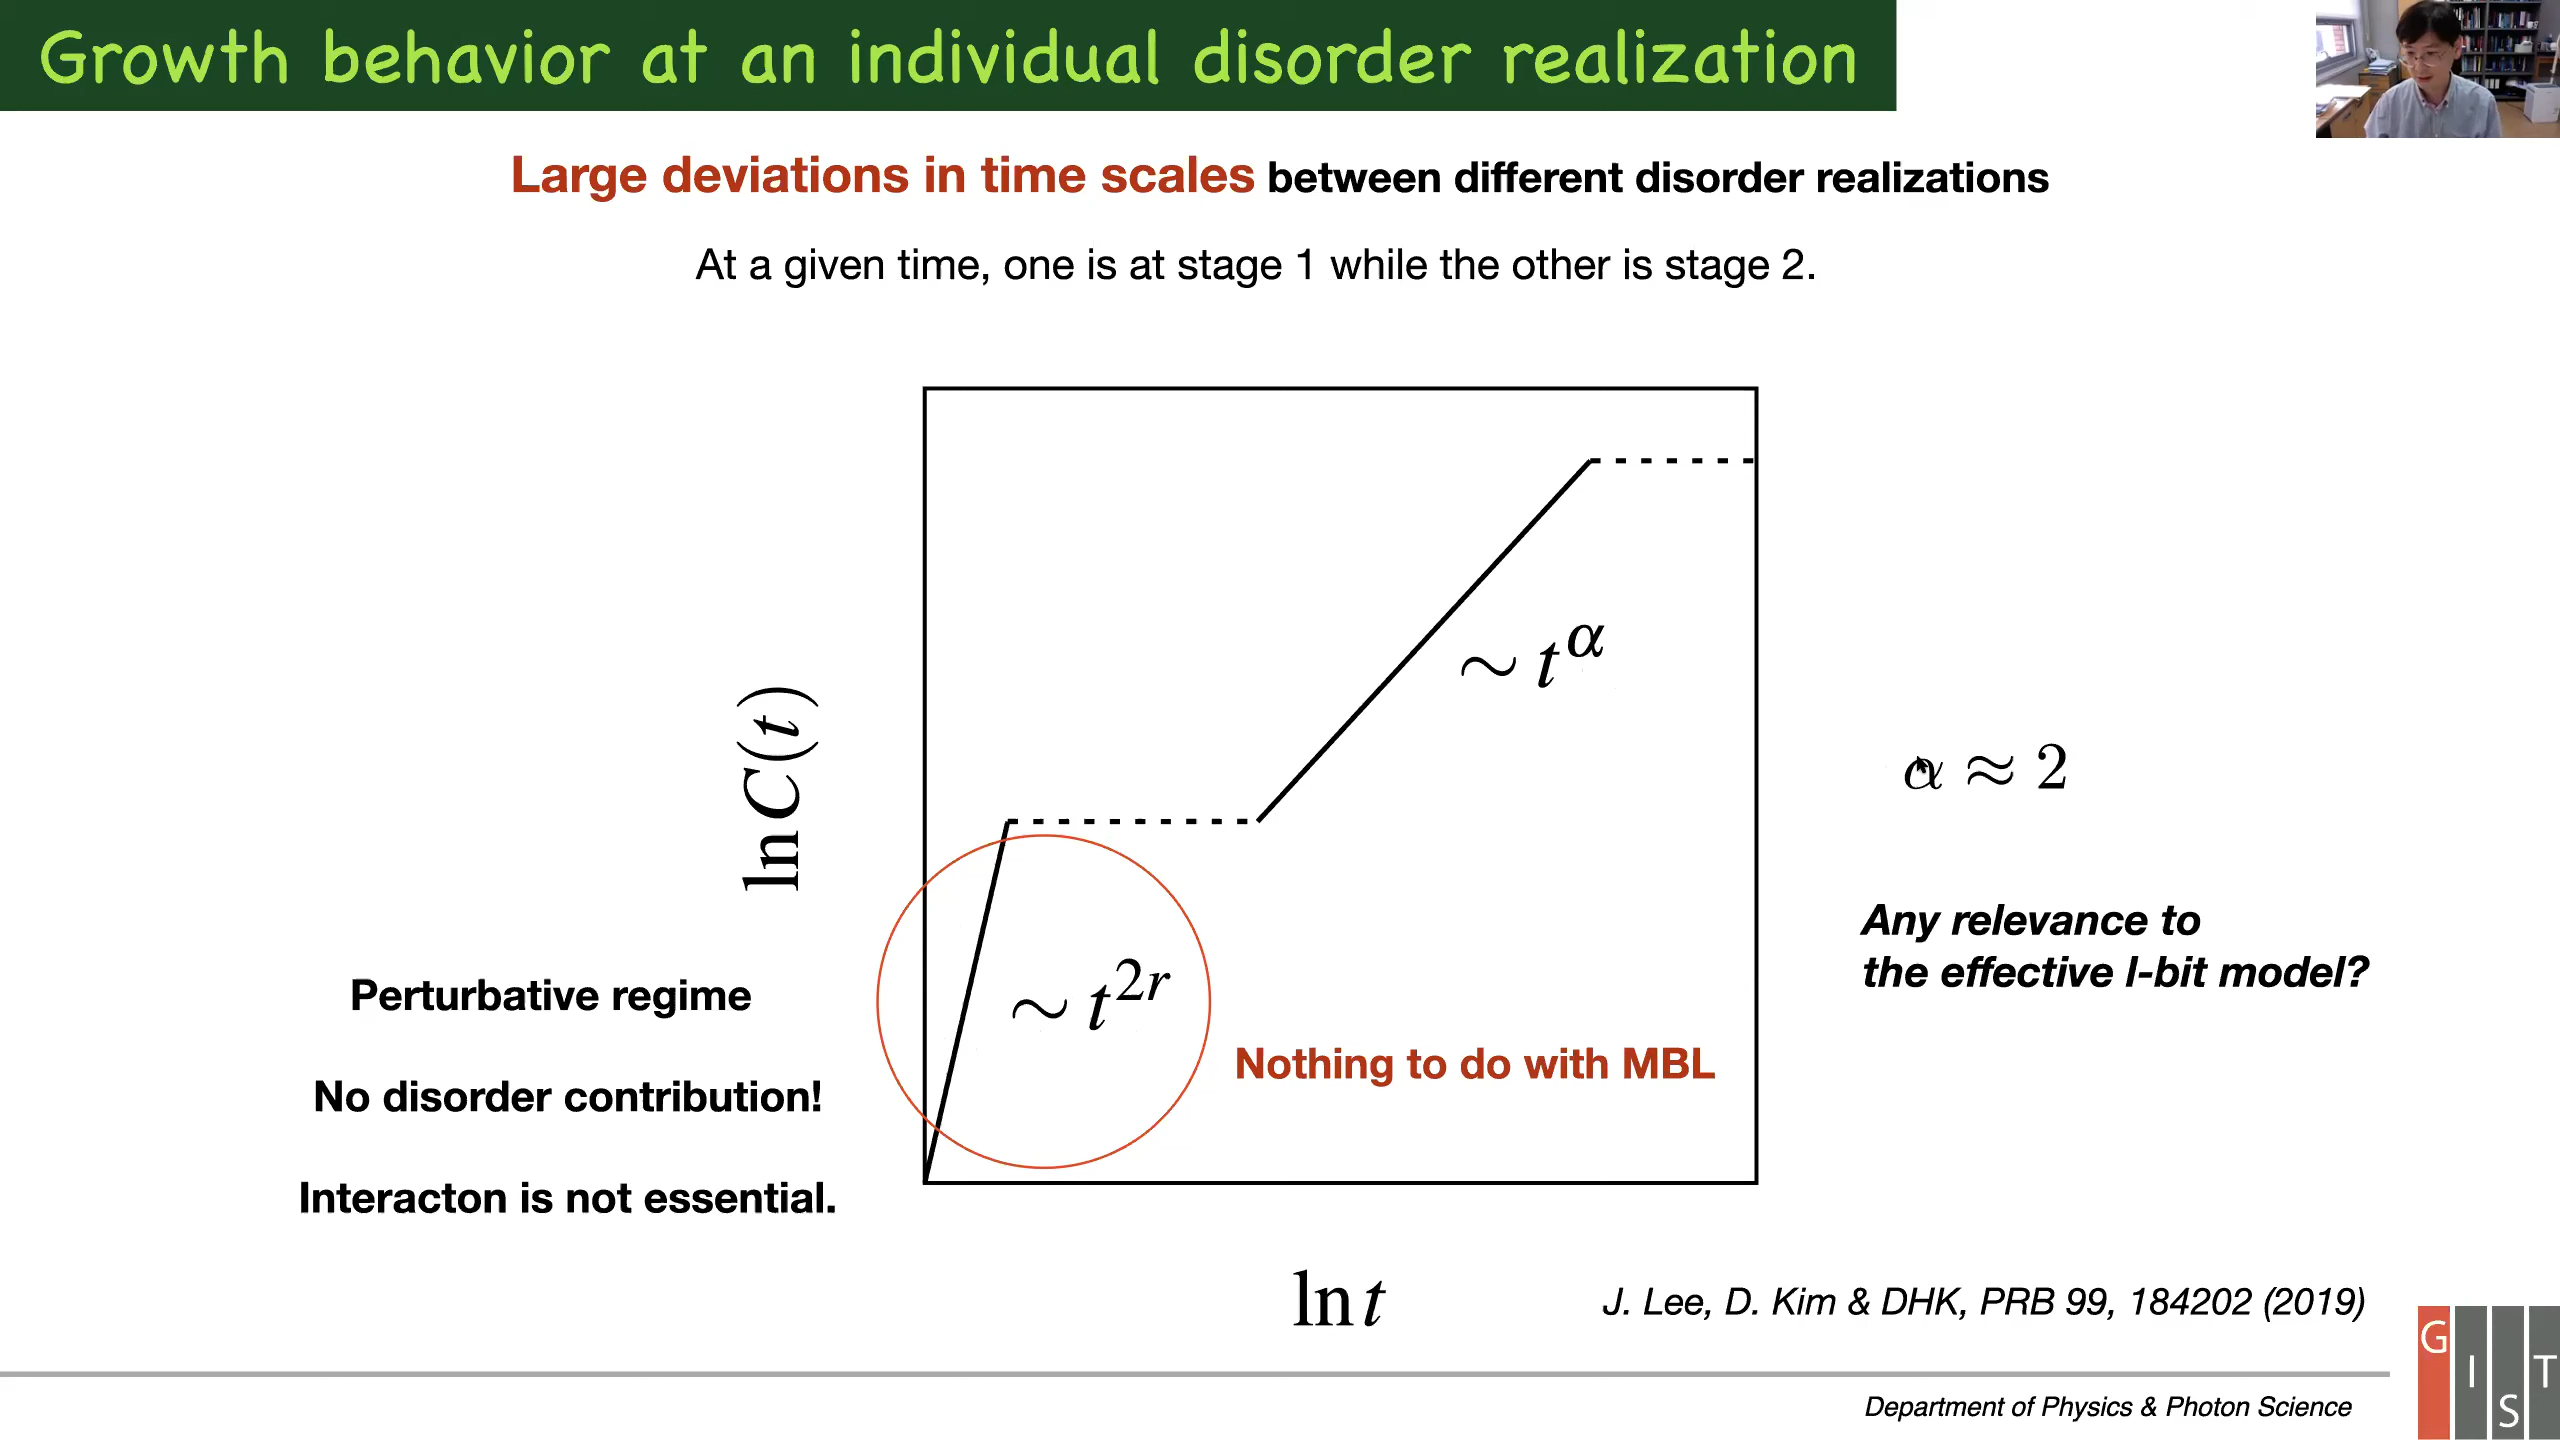 Growth behavior at an individual disorder realization
Large deviations in time scales between different disorder realizations
At a given time, one is at stage 1 while the other is stage 2.
ln C(t)
∼ t^α
α ≈ 2
Any relevance to
the effective l-bit model?
Perturbative regime
∼ t^{2r}
Nothing to do with MBL
No disorder contribution!
Interacton is not essential.
ln t
J. Lee, D. Kim & DHK, PRB 99, 184202 (2019)
Department of Physics & Photon Science
GIST